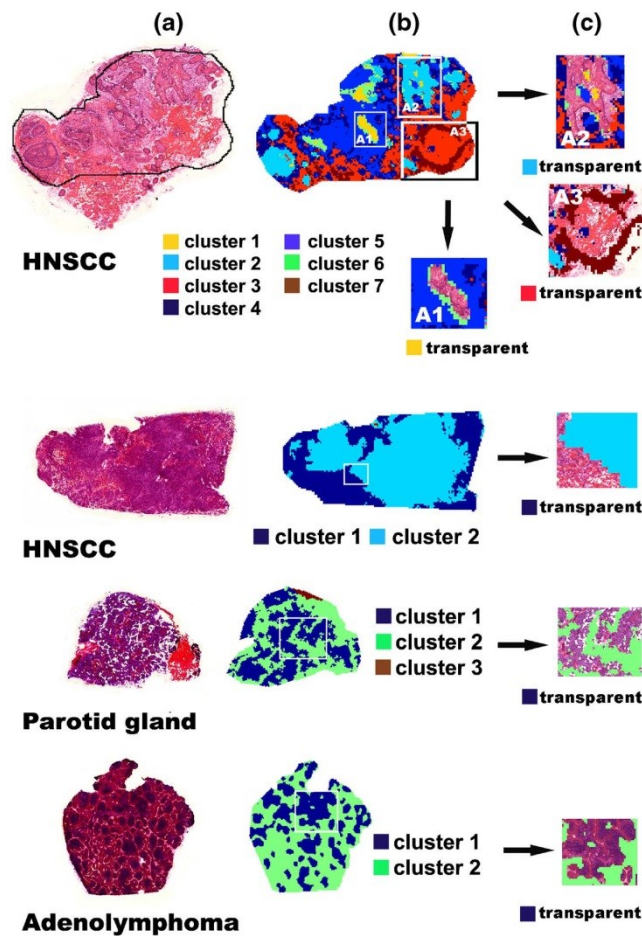 (a)
(b)
(c)
A1
A2
A3
A2
transparent
A3
transparent
HNSCC
cluster 1
cluster 2
cluster 3
cluster 4
cluster 5
cluster 6
cluster 7
A1
transparent
HNSCC
cluster 1
cluster 2
transparent
Parotid gland
cluster 1
cluster 2
cluster 3
transparent
Adenolymphoma
cluster 1
cluster 2
transparent